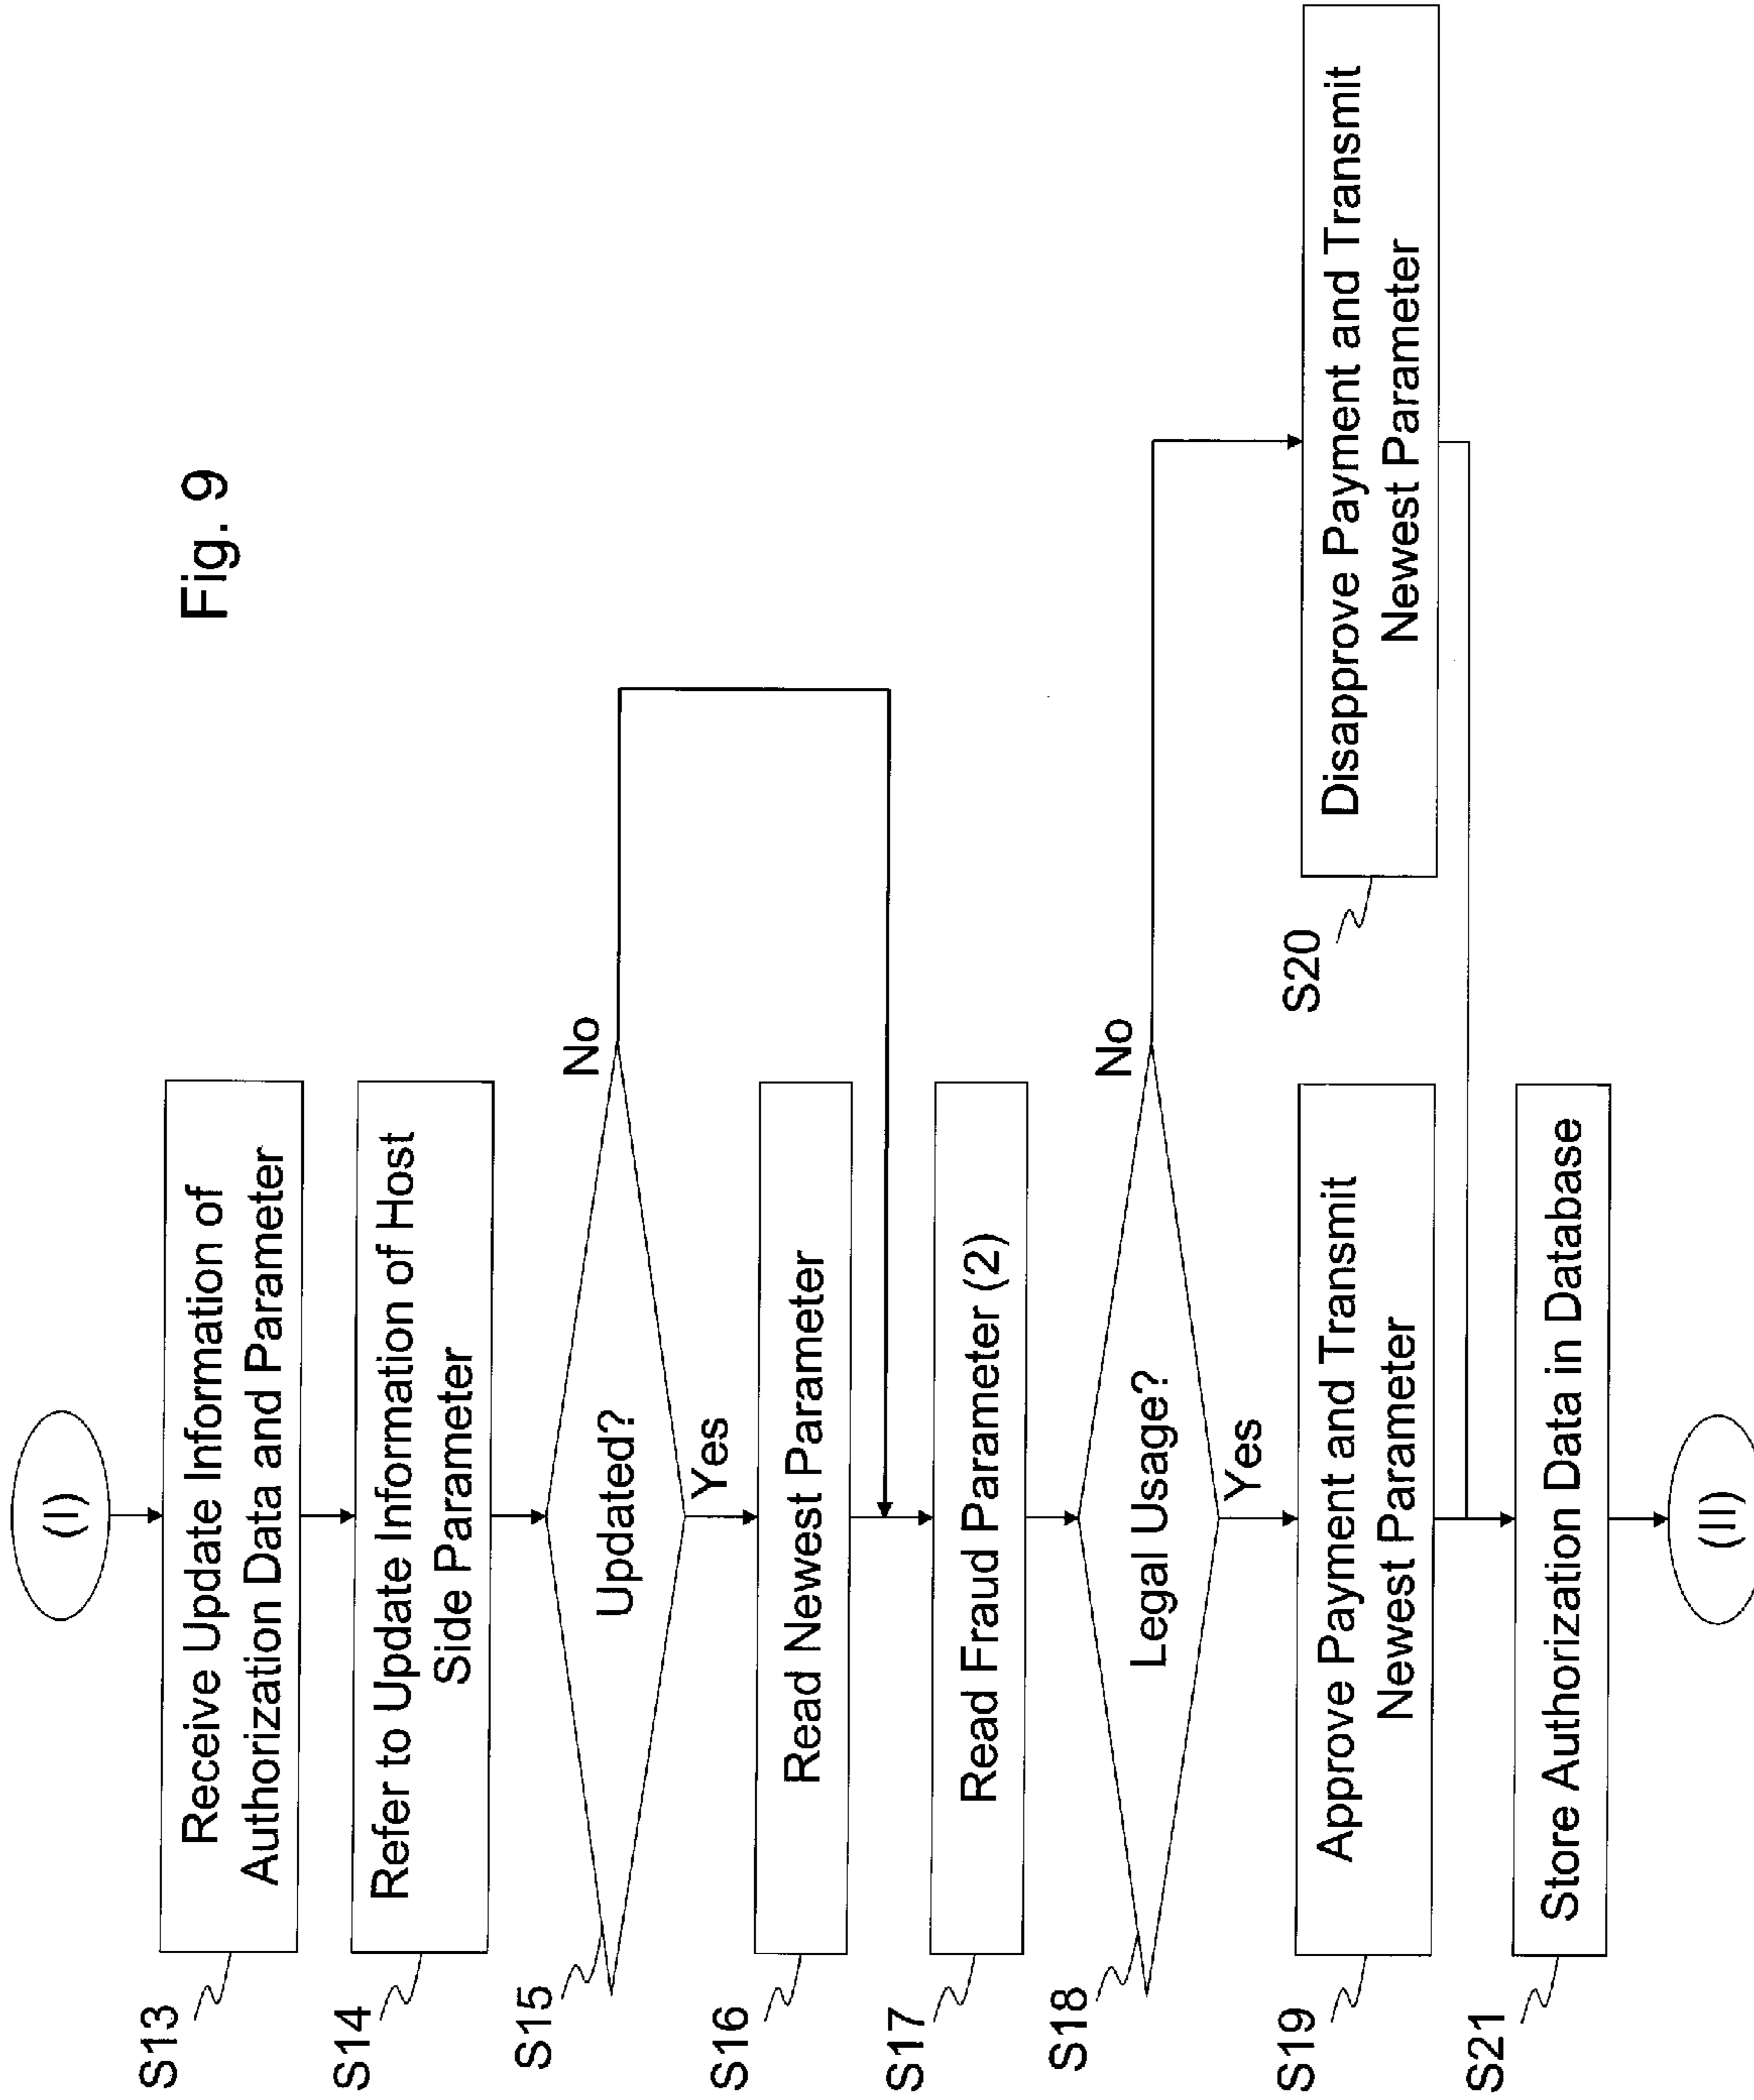 Fig. 9
(I)
S13
Receive Update Information of
Authorization Data and Parameter
S14
Refer to Update Information of Host
Side Parameter
S15
Updated?
No
Yes
S16
Read Newest Parameter
S17
Read Fraud Parameter (2)
S18
Legal Usage?
No
Yes
S19
Approve Payment and Transmit
Newest Parameter
S20
Disapprove Payment and Transmit
Newest Parameter
S21
Store Authorization Data in Database
(II)